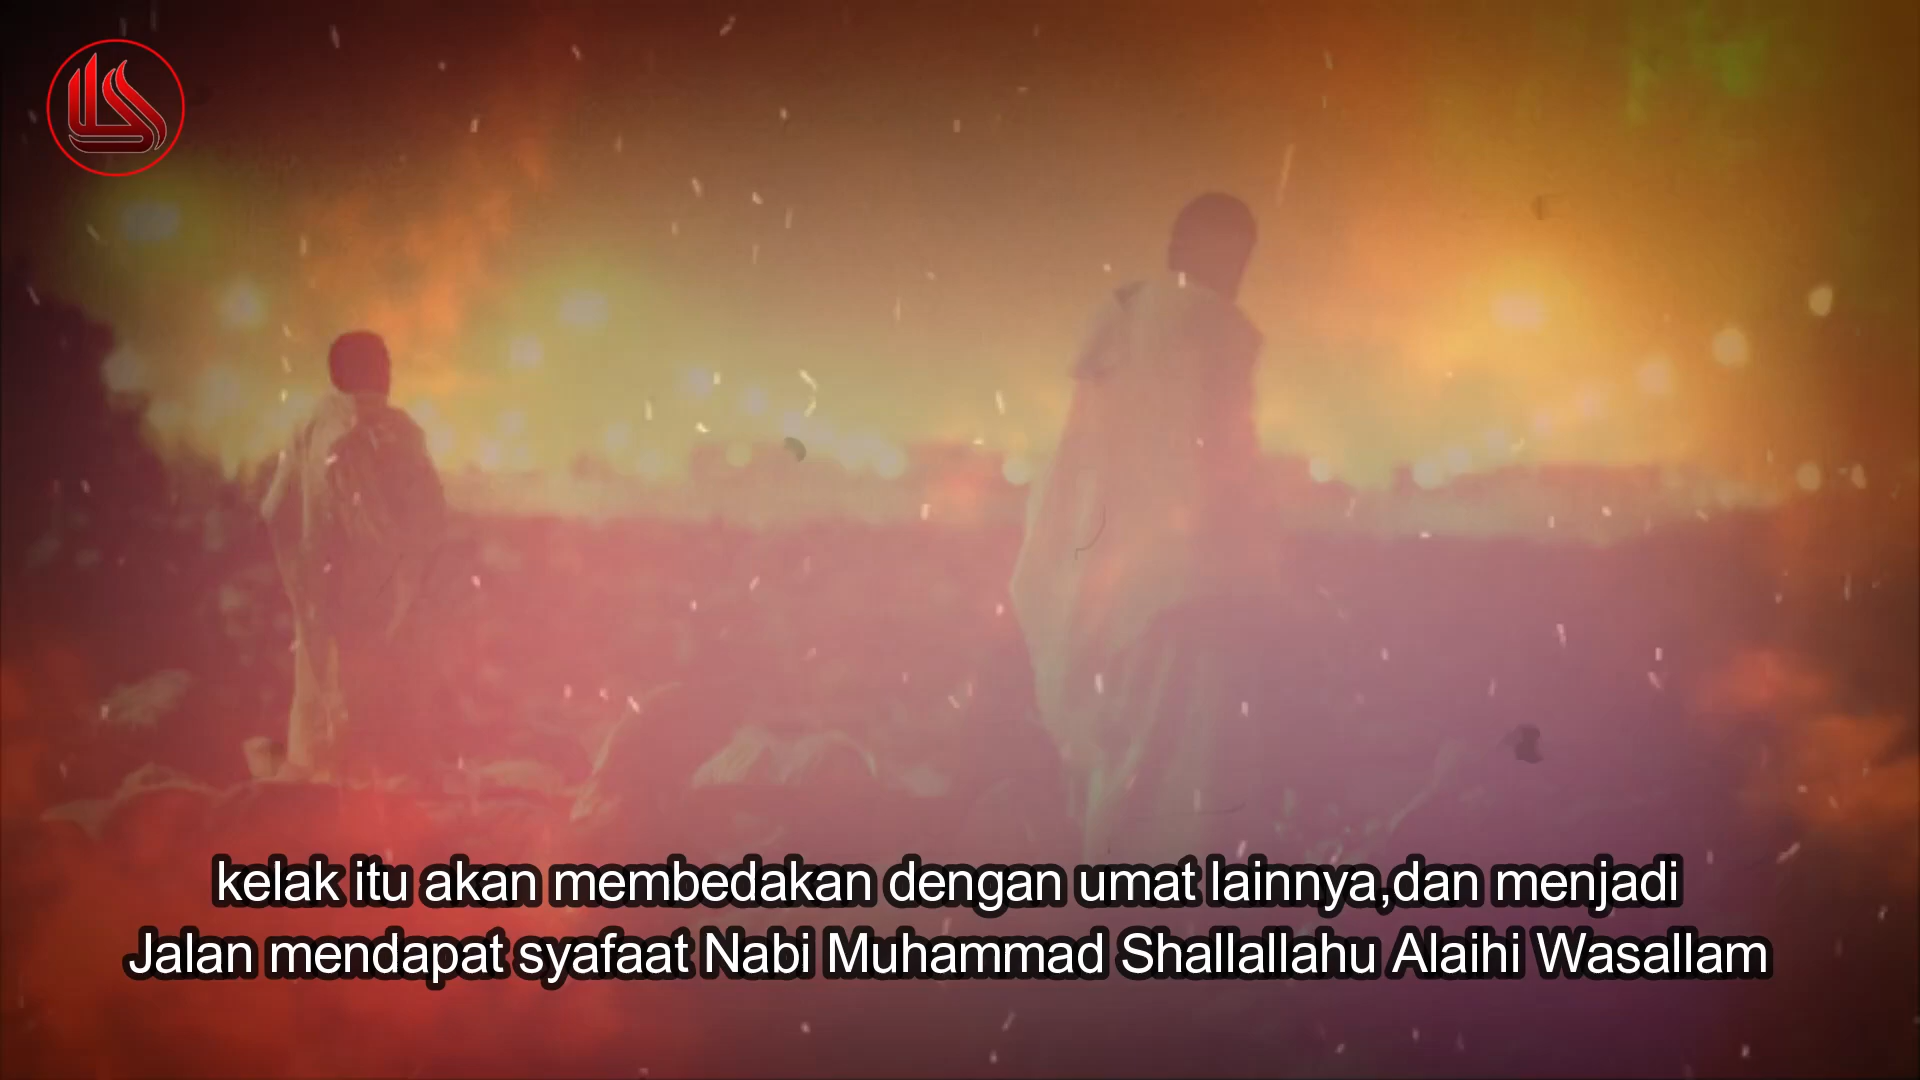 kelak itu akan membedakan dengan umat lainnya,dan menjadi
Jalan mendapat syafaat Nabi Muhammad Shallallahu Alaihi Wasallam